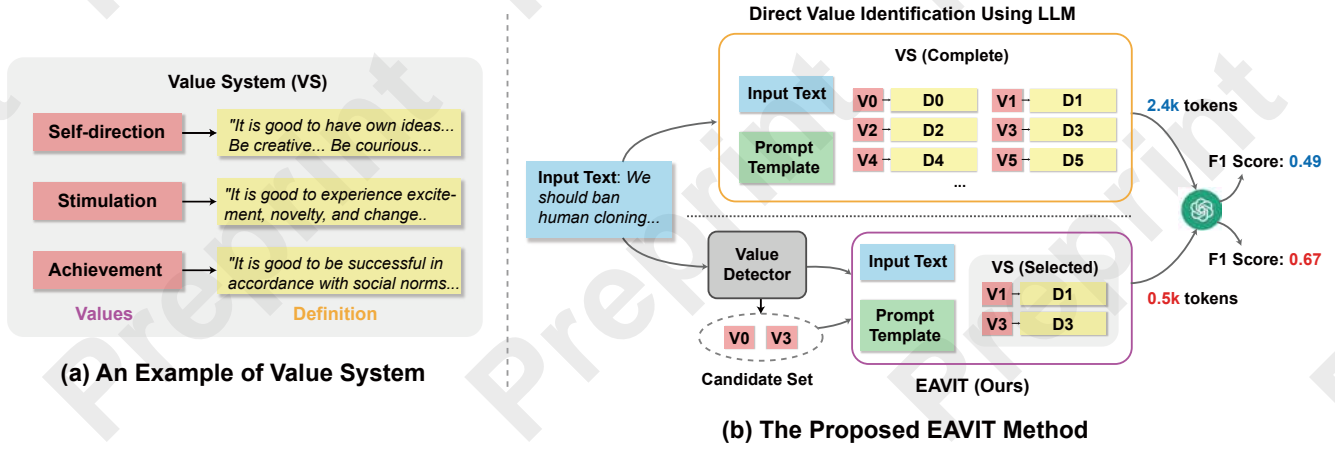 Value System (VS)
Self-direction
"It is good to have own ideas...
Be creative... Be courious...
Stimulation
"It is good to experience excite-
ment, novelty, and change..
Achievement
"It is good to be successful in
accordance with social norms...
Values
Definition
(a) An Example of Value System
Direct Value Identification Using LLM
VS (Complete)
Input Text
Prompt
Template
V0 D0 V1 D1
V2 D2 V3 D3
V4 D4 V5 D5
...
2.4k tokens
Input Text: We
should ban
human cloning...
F1 Score: 0.49
Value
Detector
V0 V3
Candidate Set
Input Text
Prompt
Template
VS (Selected)
V1 D1
V3 D3
EAVIT (Ours)
0.5k tokens
F1 Score: 0.67
(b) The Proposed EAVIT Method
Preprint
Preprint
Preprint